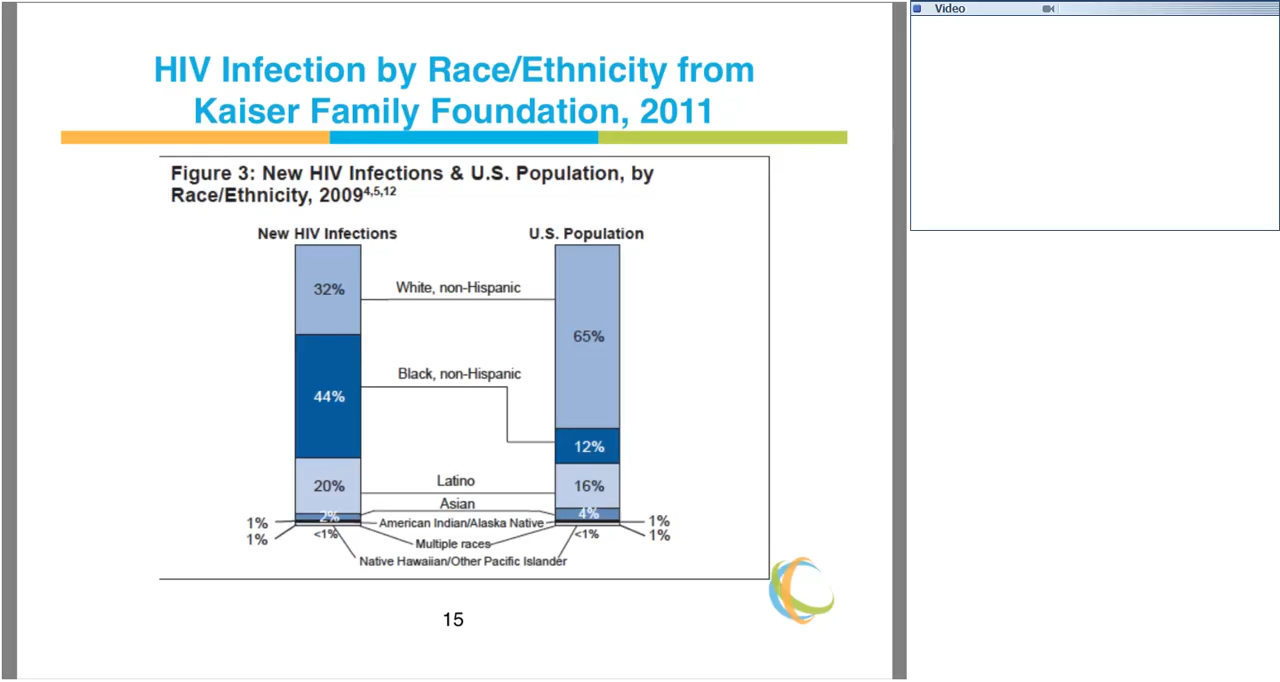 Video
HIV Infection by Race/Ethnicity from
Kaiser Family Foundation, 2011
Figure 3: New HIV Infections & U.S. Population, by
Race/Ethnicity, 2009⁴,⁵,¹²
New HIV Infections
U.S. Population
32%
White, non-Hispanic
65%
44%
Black, non-Hispanic
12%
20%
Latino
16%
2%
Asian
4%
1%
American Indian/Alaska Native
1%
1%
<1%
Multiple races
<1%
1%
Native Hawaiian/Other Pacific Islander
15